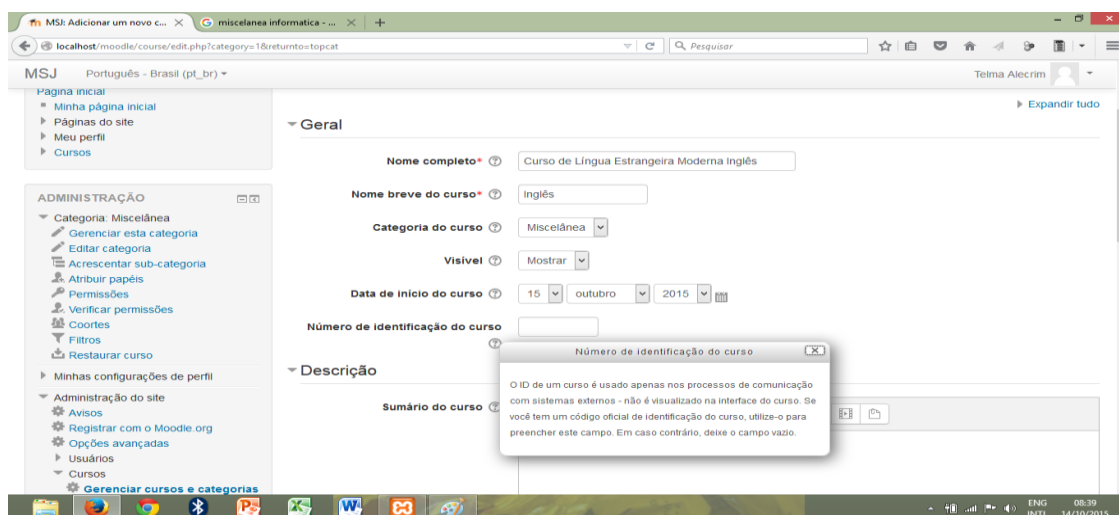 MSJ: Adicionar um novo c...
miscelanea informatica - ...
localhost/moodle/course/edit.php?category=1&returnto=topcat
Pesquisar
MSJ Português - Brasil (pt_br)
Telma Alecrim
Página inicial
Minha página inicial
Páginas do site
Meu perfil
Cursos
ADMINISTRAÇÃO
Categoria: Miscelânea
Gerenciar esta categoria
Editar categoria
Acrescentar sub-categoria
Atribuir papéis
Permissões
Verificar permissões
Coortes
Filtros
Restaurar curso
Minhas configurações de perfil
Administração do site
Avisos
Registrar com o Moodle.org
Opções avançadas
Usuários
Cursos
Gerenciar cursos e categorias
Expandir tudo
Geral
Nome completo* Curso de Língua Estrangeira Moderna Inglês
Nome breve do curso* Inglês
Categoria do curso Miscelânea
Visível Mostrar
Data de início do curso 15 outubro 2015
Número de identificação do curso
Número de identificação do curso
O ID de um curso é usado apenas nos processos de comunicação
com sistemas externos - não é visualizado na interface do curso. Se
você tem um código oficial de identificação do curso, utilize-o para
preencher este campo. Em caso contrário, deixe o campo vazio.
Descrição
Sumário do curso
ENG 08:39
INTL 14/10/2015